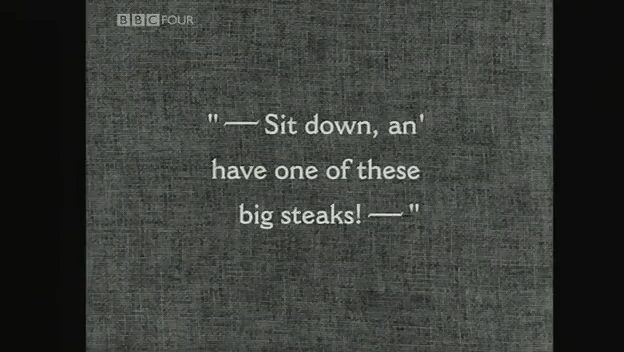 BBC FOUR
" — Sit down, an'
have one of these
big steaks! — "